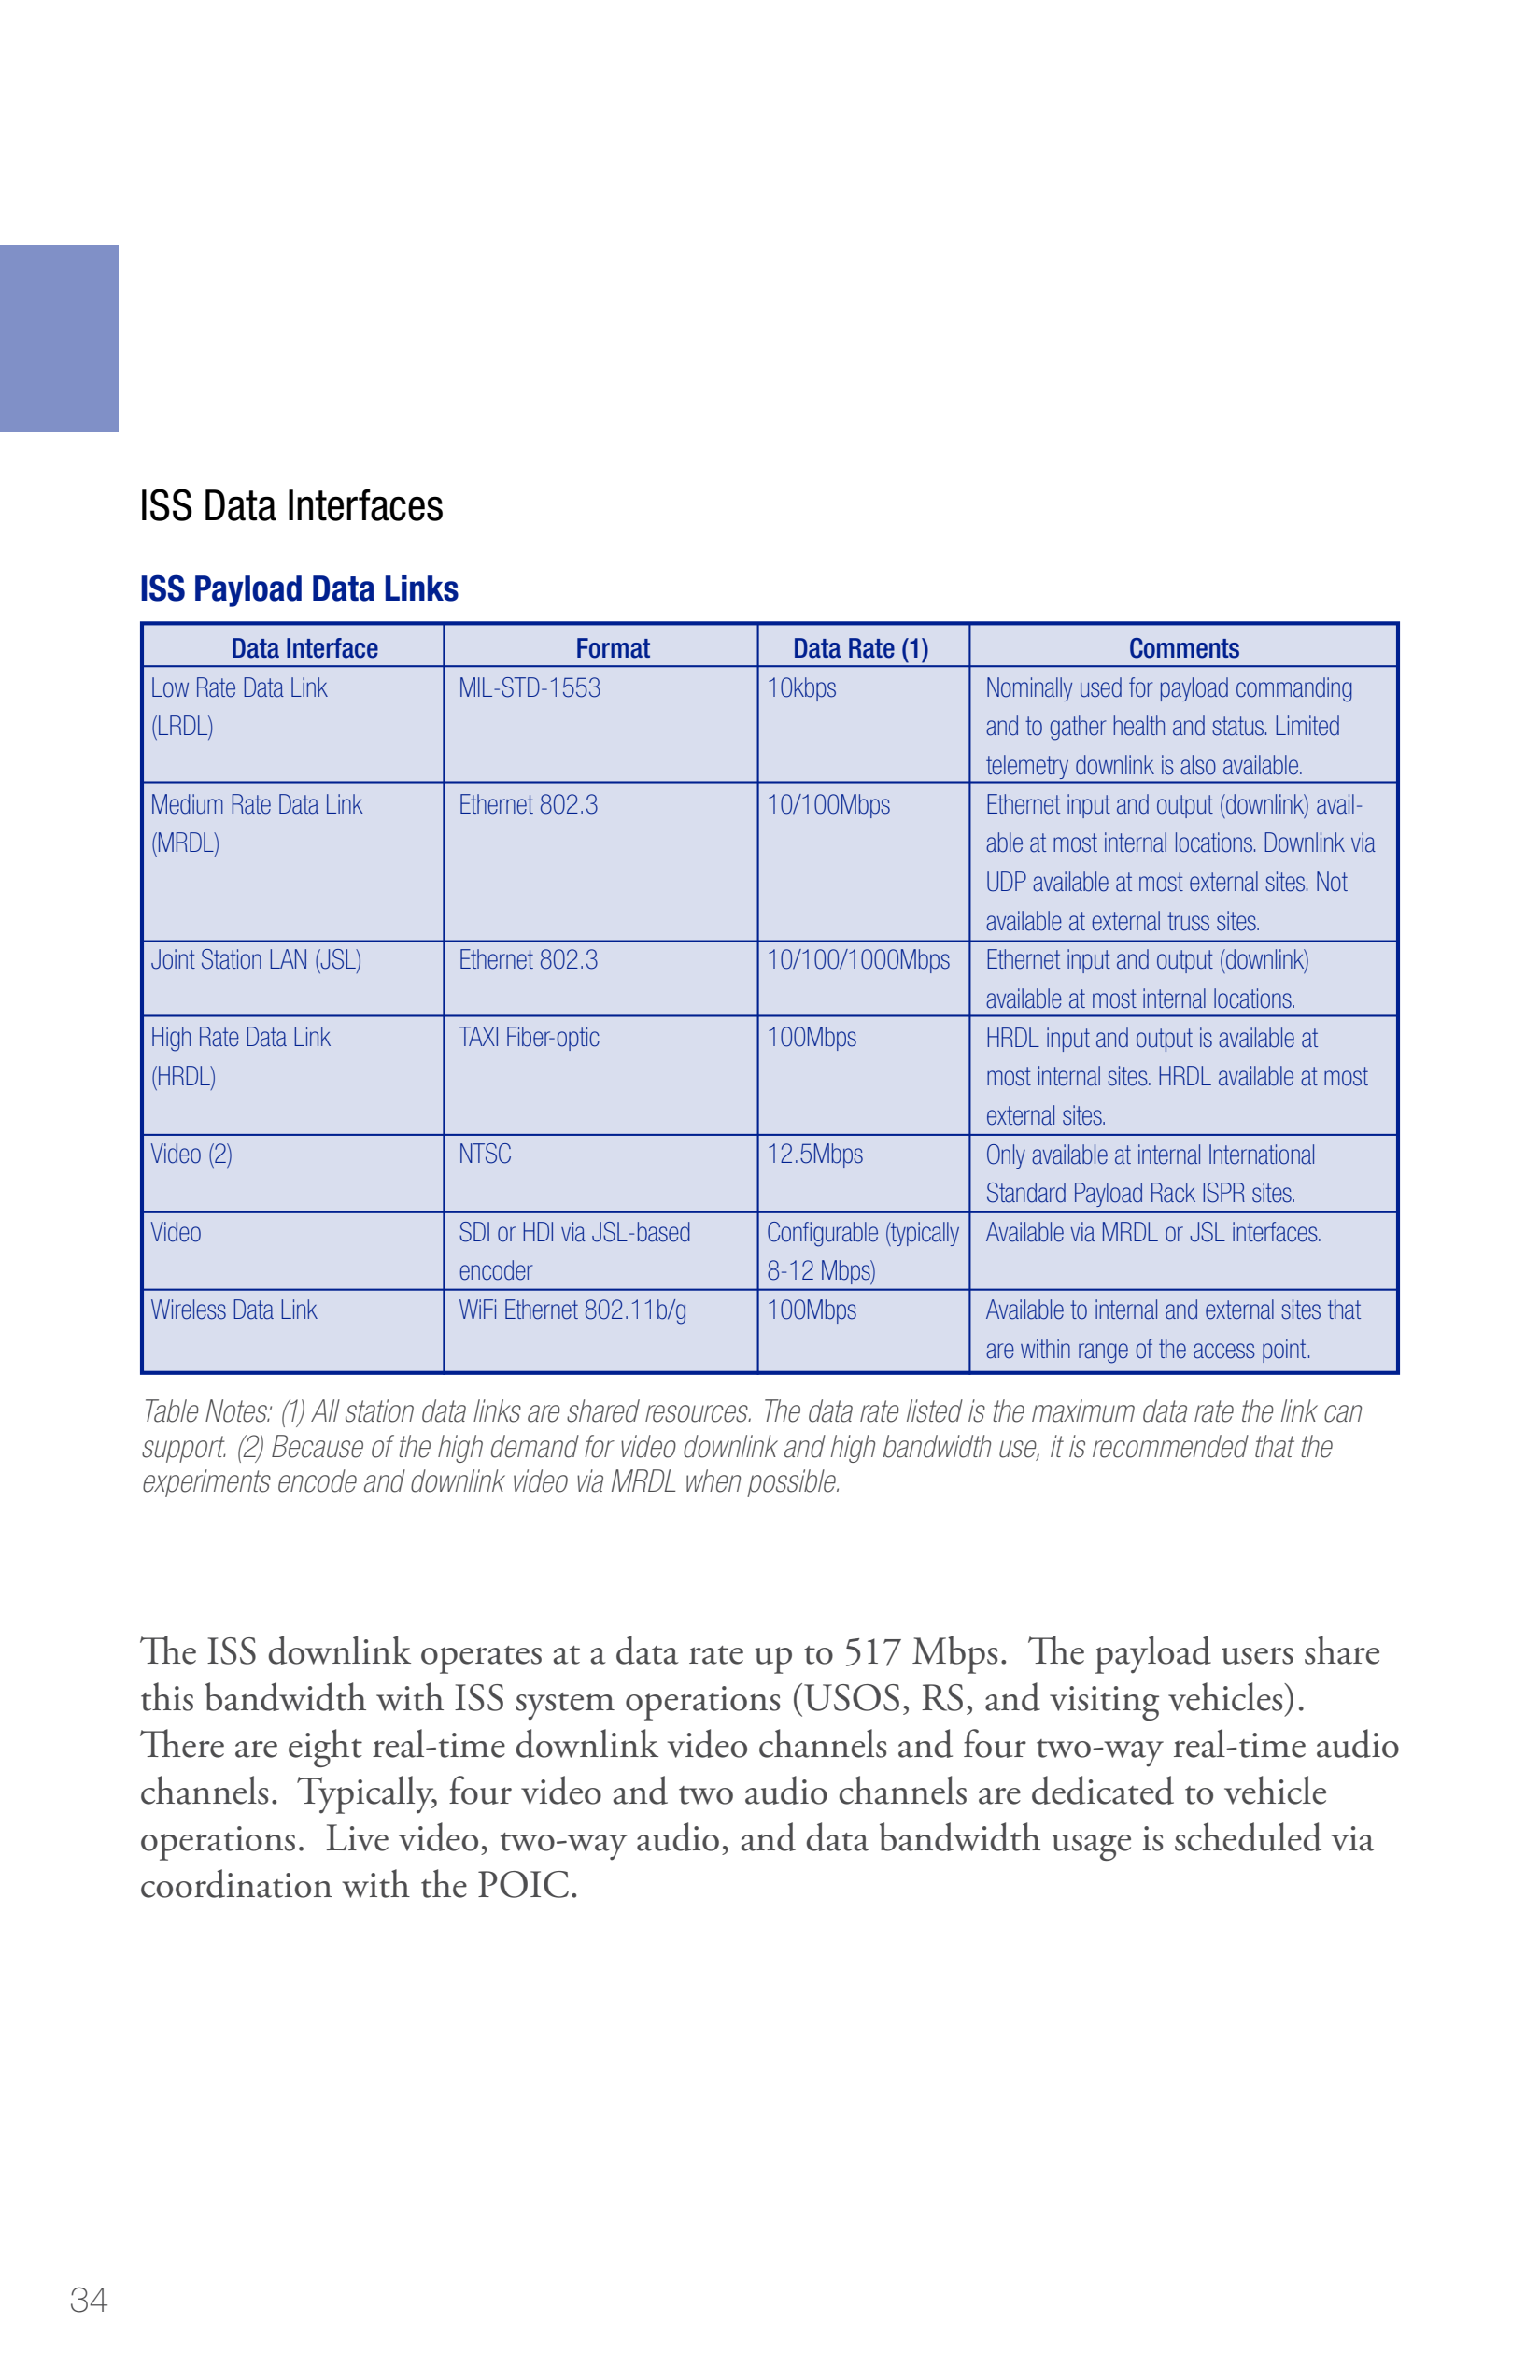 ISS Data Interfaces
ISS Payload Data Links
Data Interface Format Data Rate (1) Comments
Low Rate Data Link MIL-STD-1553 10kbps Nominally used for payload commanding
(LRDL) and to gather health and status. Limited
telemetry downlink is also available.
Medium Rate Data Link Ethernet 802.3 10/100Mbps Ethernet input and output (downlink) avail-
(MRDL) able at most internal locations. Downlink via
UDP available at most external sites. Not
available at external truss sites.
Joint Station LAN (JSL) Ethernet 802.3 10/100/1000Mbps Ethernet input and output (downlink)
available at most internal locations.
High Rate Data Link TAXI Fiber-optic 100Mbps HRDL input and output is available at
(HRDL) most internal sites. HRDL available at most
external sites.
Video (2) NTSC 12.5Mbps Only available at internal International
Standard Payload Rack ISPR sites.
Video SDI or HDI via JSL-based Configurable (typically Available via MRDL or JSL interfaces.
encoder 8-12 Mbps)
Wireless Data Link WiFi Ethernet 802.11b/g 100Mbps Available to internal and external sites that
are within range of the access point.
Table Notes: (1) All station data links are shared resources. The data rate listed is the maximum data rate the link can
support. (2) Because of the high demand for video downlink and high bandwidth use, it is recommended that the
experiments encode and downlink video via MRDL when possible.
The ISS downlink operates at a data rate up to 517 Mbps. The payload users share
this bandwidth with ISS system operations (USOS, RS, and visiting vehicles).
There are eight real-time downlink video channels and four two-way real-time audio
channels. Typically, four video and two audio channels are dedicated to vehicle
operations. Live video, two-way audio, and data bandwidth usage is scheduled via
coordination with the POIC.
34